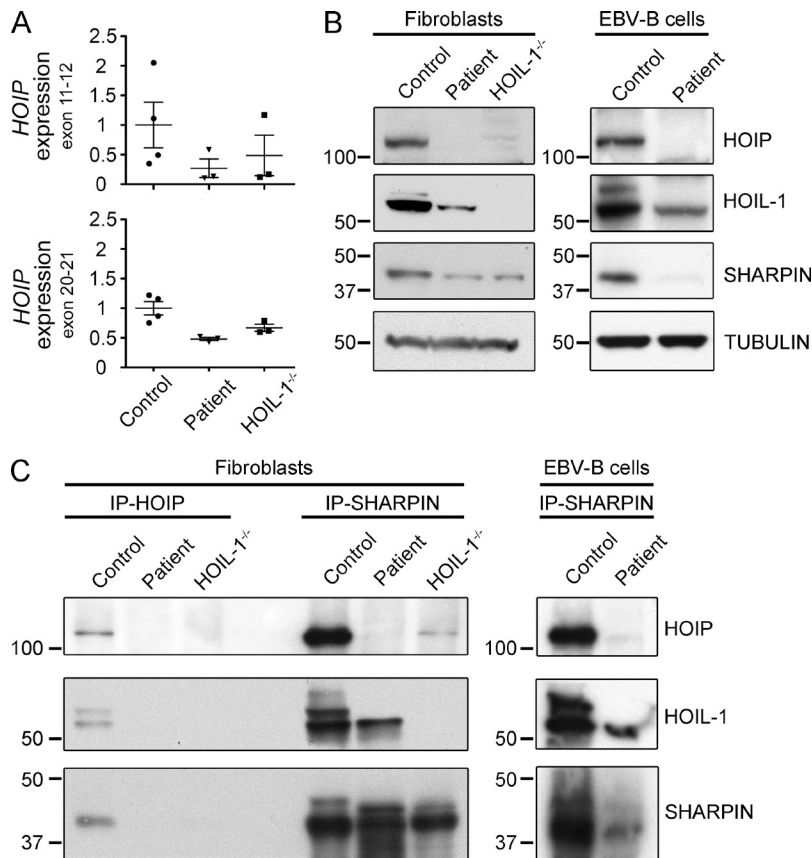 A
HOIP
expression
exon 11-12
2.5
2
1.5
1
0.5
0
HOIP
expression
exon 20-21
2.5
2
1.5
1
0.5
0
Control
Patient
HOIL-1-/-
B
Fibroblasts
EBV-B cells
Control
Patient
HOIL-1-/-
Control
Patient
100
100
HOIP
50
50
HOIL-1
50
37
50
37
SHARPIN
50
50
TUBULIN
C
Fibroblasts
EBV-B cells
IP-HOIP
IP-SHARPIN
IP-SHARPIN
Control
Patient
HOIL-1-/-
Control
Patient
HOIL-1-/-
Control
Patient
100
100
HOIP
50
50
HOIL-1
50
37
50
37
SHARPIN